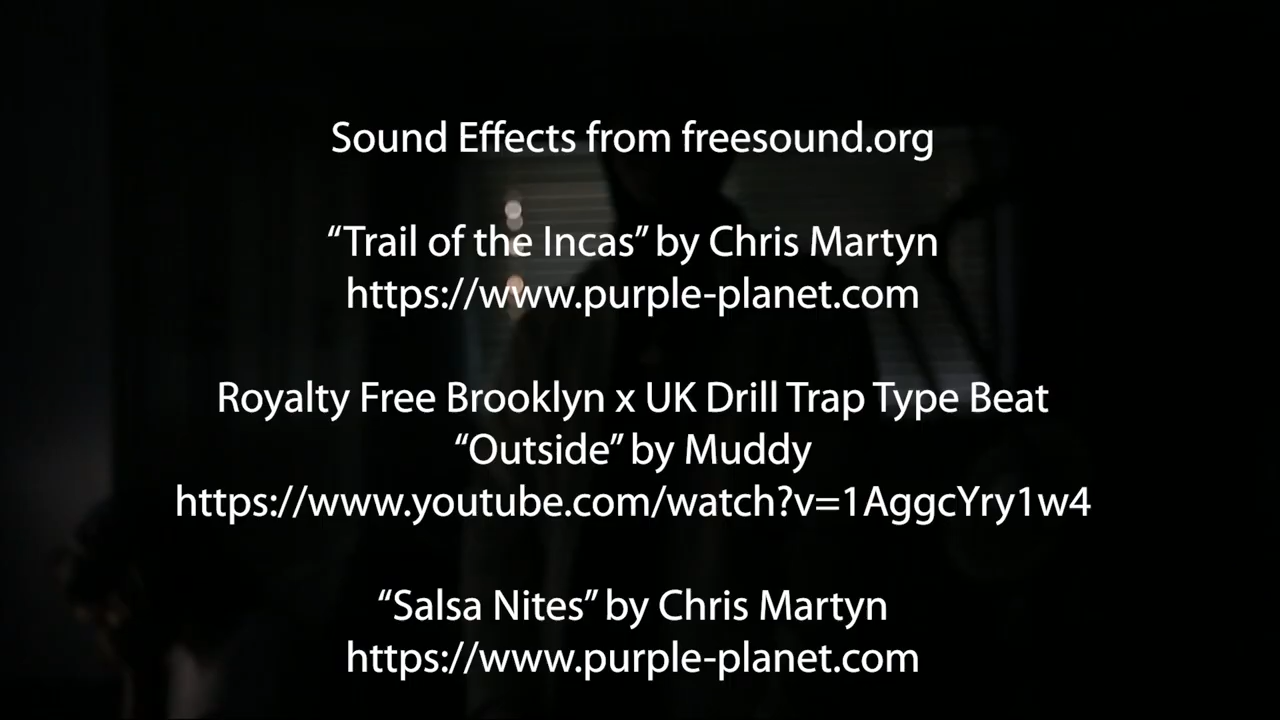 Sound Effects from freesound.org
“Trail of the Incas” by Chris Martyn
https://www.purple-planet.com
Royalty Free Brooklyn x UK Drill Trap Type Beat
“Outside” by Muddy
https://www.youtube.com/watch?v=1AggcYry1w4
“Salsa Nites” by Chris Martyn
https://www.purple-planet.com